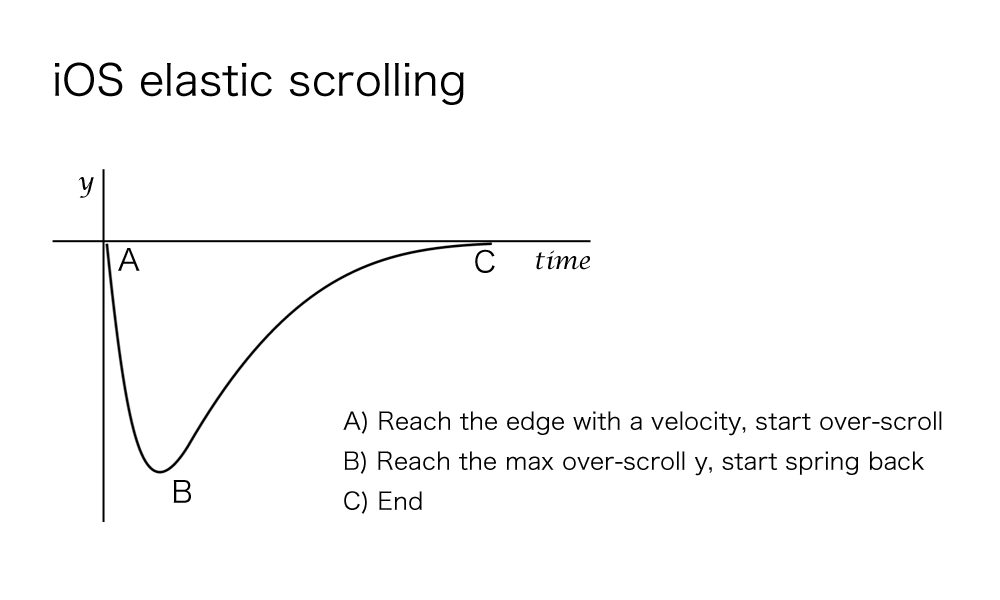 iOS elastic scrolling
y
A
C
time
B
A) Reach the edge with a velocity, start over-scroll
B) Reach the max over-scroll y, start spring back
C) End